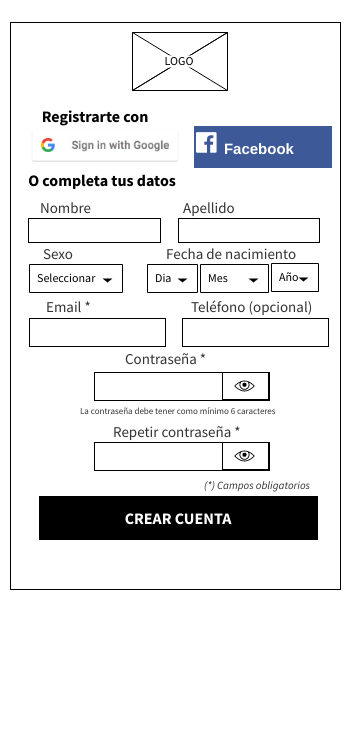 LOGO
Registrarte con
Sign in with Google
Facebook
O completa tus datos
Nombre Apellido
Sexo Fecha de nacimiento
Seleccionar Dia Mes Año
Email * Teléfono (opcional)
Contraseña *
La contraseña debe tener como mínimo 6 caracteres
Repetir contraseña *
(*) Campos obligatorios
CREAR CUENTA